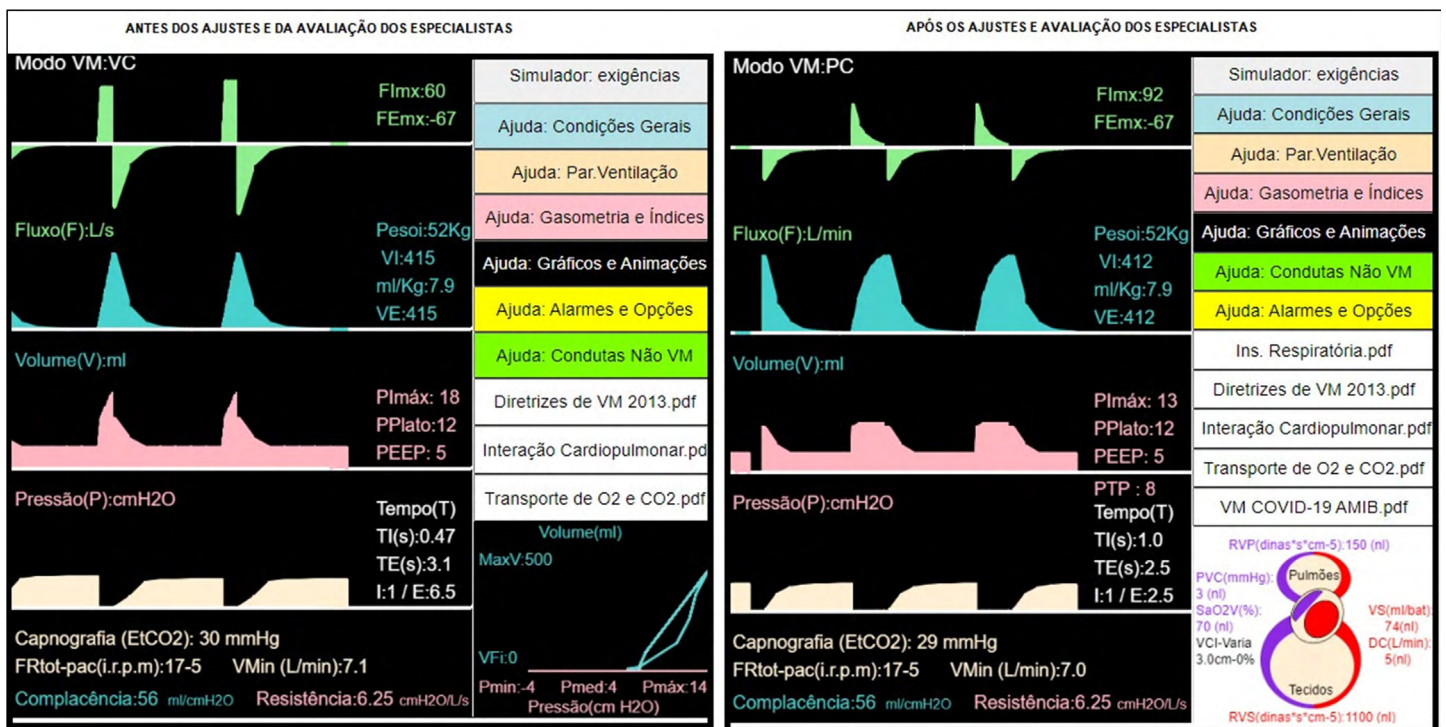 ANTES DOS AJUSTES E DA AVALIAÇÃO DOS ESPECIALISTAS
Modo VM:VC
FImx:60
FEmx:-67
Fluxo(F):L/s
Pesoi:52Kg
VI:415
ml/Kg:7.9
VE:415
Volume(V):ml
PImáx: 18
PPlato:12
PEEP: 5
Pressão(P):cmH2O
Tempo(T)
TI(s):0.47
TE(s):3.1
I:1 / E:6.5
Capnografia (EtCO2): 30 mmHg
FRtot-pac(i.r.p.m):17-5 VMin (L/min):7.1
Complacência:56 ml/cmH2O Resistência:6.25 cmH2O/L/s
Simulador: exigências
Ajuda: Condições Gerais
Ajuda: Par.Ventilação
Ajuda: Gasometria e Índices
Ajuda: Gráficos e Animações
Ajuda: Alarmes e Opções
Ajuda: Condutas Não VM
Diretrizes de VM 2013.pdf
Interação Cardiopulmonar.pd
Transporte de O2 e CO2.pdf
Volume(ml)
MaxV:500
VFi:0
Pmin:-4 Pmed:4 Pmáx:14
Pressão(cm H2O)
APÓS OS AJUSTES E AVALIAÇÃO DOS ESPECIALISTAS
Modo VM:PC
FImx:92
FEmx:-67
Fluxo(F):L/min
Pesoi:52Kg
VI:412
ml/Kg:7.9
VE:412
Volume(V):ml
PImáx: 13
PPlato:12
PEEP: 5
Pressão(P):cmH2O
PTP : 8
Tempo(T)
TI(s):1.0
TE(s):2.5
I:1 / E:2.5
Capnografia (EtCO2): 29 mmHg
FRtot-pac(i.r.p.m):17-5 VMin (L/min):7.0
Complacência:56 ml/cmH2O Resistência:6.25 cmH2O/L/s
Simulador: exigências
Ajuda: Condições Gerais
Ajuda: Par.Ventilação
Ajuda: Gasometria e Índices
Ajuda: Gráficos e Animações
Ajuda: Condutas Não VM
Ajuda: Alarmes e Opções
Ins. Respiratória.pdf
Diretrizes de VM 2013.pdf
Interação Cardiopulmonar.pdf
Transporte de O2 e CO2.pdf
VM COVID-19 AMIB.pdf
RVP(dinas*s*cm-5):150 (nl)
Pulmões
PVC(mmHg):
3 (nl)
SaO2V(%):
70 (nl)
VCI-Varia
3.0cm-0%
VS(ml/bat):
74(nl)
DC(L/min):
5(nl)
Tecidos
RVS(dinas*s*cm-5):1100 (nl)